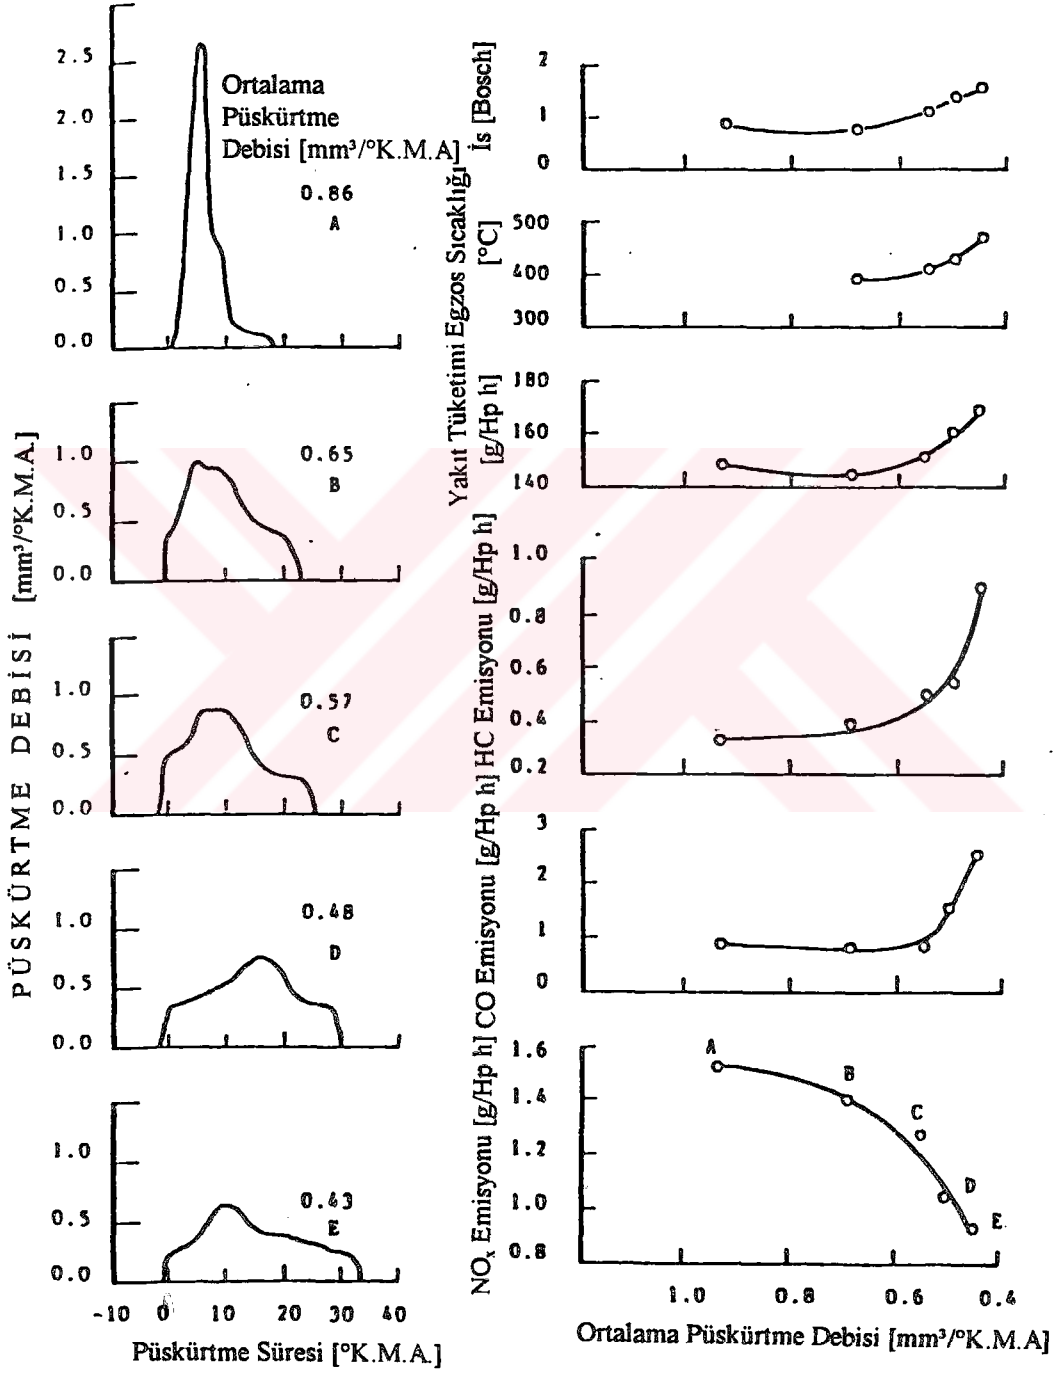 PÜSKÜRTME DEBİSİ [mm³/°K.M.A.]
2.5
2.0
1.5
1.0
0.5
0.0
Ortalama
Püskürtme
Debisi [mm³/°K.M.A]
0.86
A
1.0
0.5
0.0
0.65
B
1.0
0.5
0.0
0.57
C
1.0
0.5
0.0
0.48
D
1.0
0.5
0.0
0.43
E
-10 0 10 20 30 40
Püskürtme Süresi [°K.M.A.]
İs [Bosch]
2
1
0
Egzos Sıcaklığı
[°C]
500
400
300
Yakıt Tüketimi
[g/Hp h]
180
160
140
HC Emisyonu [g/Hp h]
1.0
0.8
0.6
0.4
0.2
CO Emisyonu [g/Hp h]
3
2
1
0
NOx Emisyonu [g/Hp h]
1.6
1.4
1.2
1.0
0.8
A
B
C
D
E
1.0 0.8 0.6 0.4
Ortalama Püskürtme Debisi [mm³/°K.M.A]